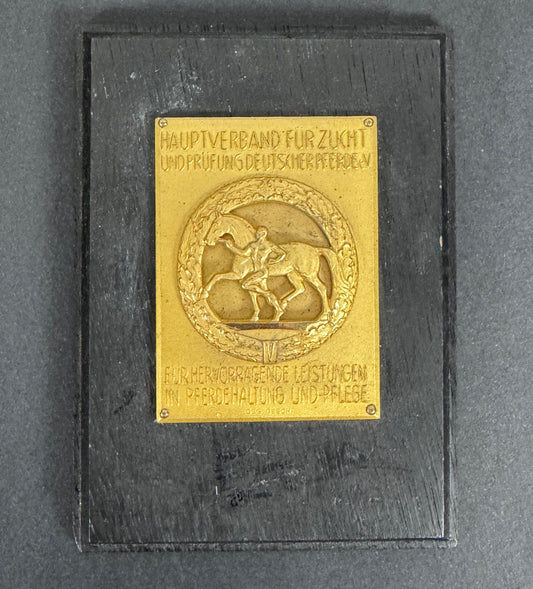 HAUPTVERBAND FÜR ZUCHT
UND PRÜFUNG DEUTSCHER PFERDE e.V
IV
FÜR HERVORRAGENDE LEISTUNGEN
IN PFERDEHALTUNG UND PFLEGE